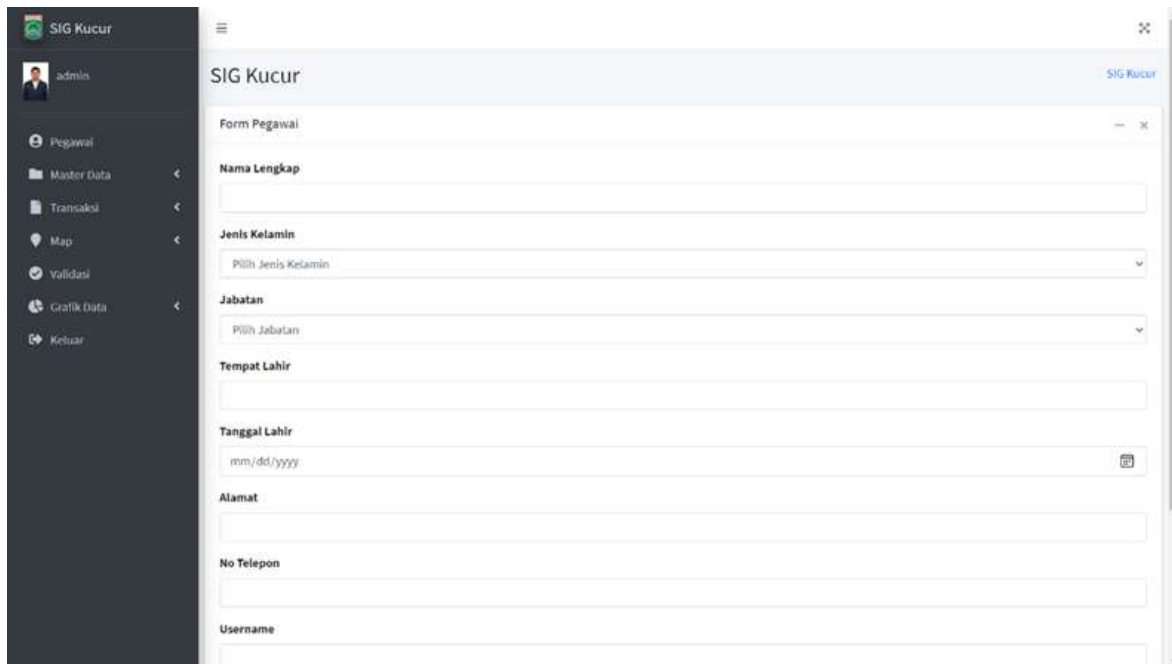 SIG Kucur
admin
Pegawai
Master Data
Transaksi
Map
Validasi
Grafik Data
Keluar
SIG Kucur
SIG Kucur
Form Pegawai
Nama Lengkap
Jenis Kelamin
Pilih Jenis Kelamin
Jabatan
Pilih Jabatan
Tempat Lahir
Tanggal Lahir
mm/dd/yyyy
Alamat
No Telepon
Username